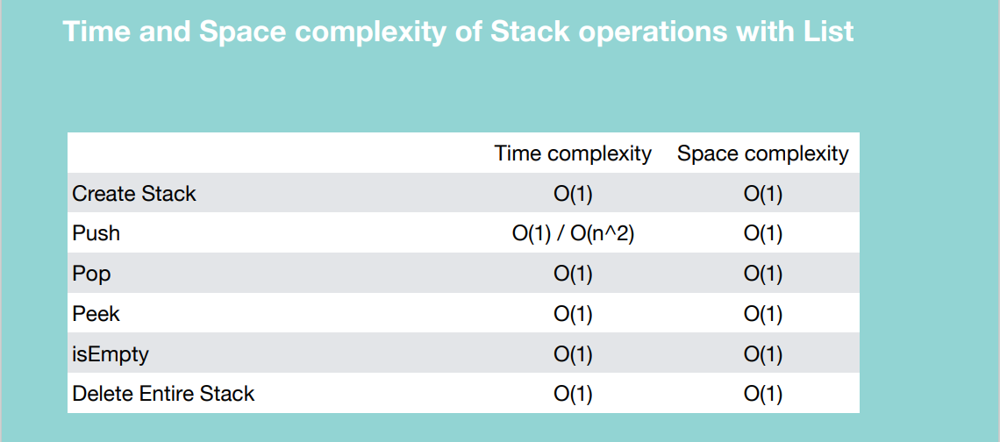 Time and Space complexity of Stack operations with List
Time complexity Space complexity
Create Stack O(1) O(1)
Push O(1) / O(n^2) O(1)
Pop O(1) O(1)
Peek O(1) O(1)
isEmpty O(1) O(1)
Delete Entire Stack O(1) O(1)